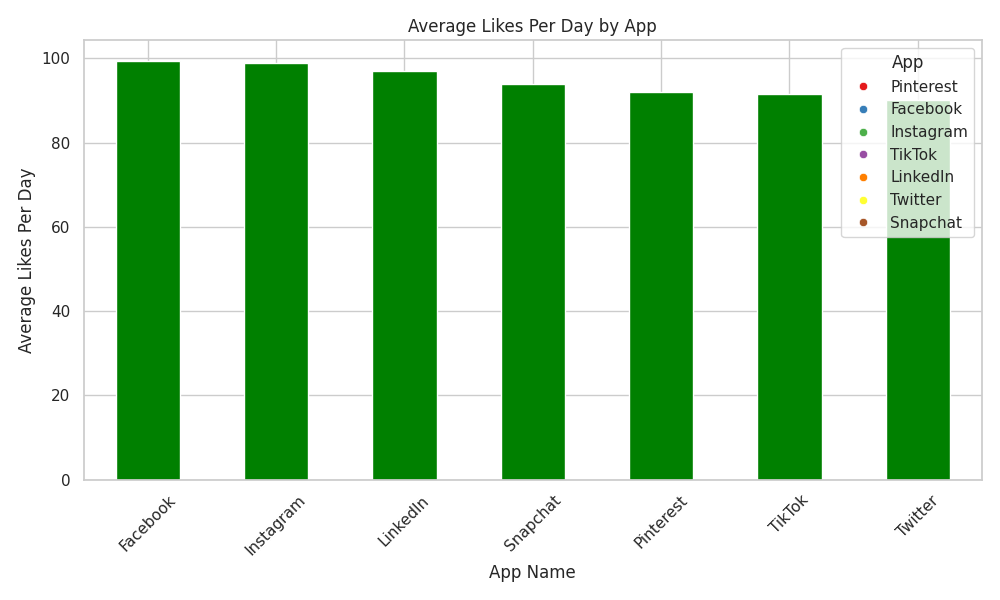 Average Likes Per Day by App
Average Likes Per Day
100
80
60
40
20
0
App
Pinterest
Facebook
Instagram
TikTok
LinkedIn
Twitter
Snapchat
Facebook
Instagram
LinkedIn
Snapchat
Pinterest
TikTok
Twitter
App Name